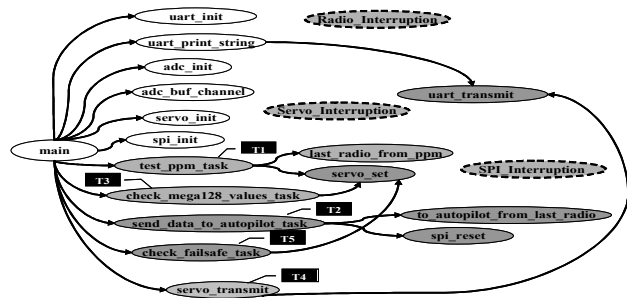 uart_init
Radio_Interruption
uart_print_string
adc_init
adc_buf_channel
uart_transmit
servo_init
Servo_Interruption
spi_init
main
T1
test_ppm_task
last_radio_from_ppm
servo_set
SPI_Interruption
T3
check_mega128_values_task
T2
send_data_to_autopilot_task
to_autopilot_from_last_radio
spi_reset
T5
check_failsafe_task
T4
servo_transmit